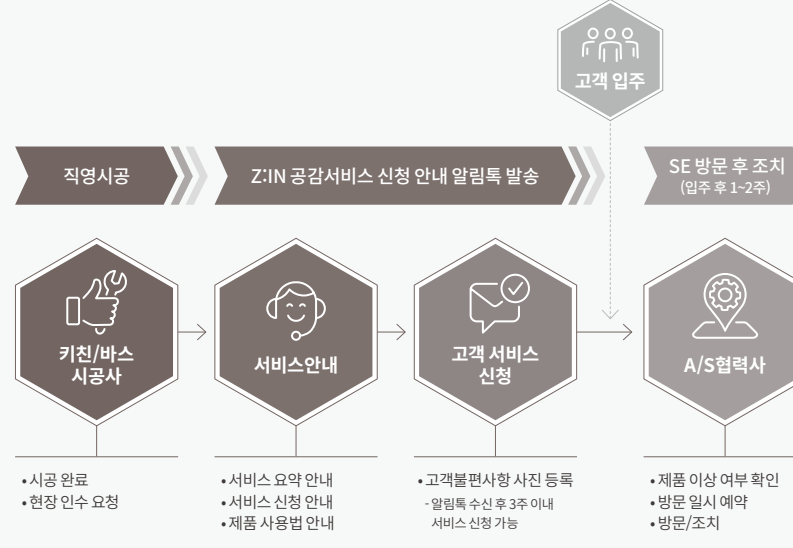 고객 입주
직영시공
Z:IN 공감서비스 신청 안내 알림톡 발송
SE 방문 후 조치
(입주 후 1~2주)
키친/바스
시공사
서비스안내
고객 서비스
신청
A/S협력사
• 시공 완료
• 현장 인수 요청
• 서비스 요약 안내
• 서비스 신청 안내
• 제품 사용법 안내
• 고객불편사항 사진 등록
- 알림톡 수신 후 3주 이내
서비스 신청 가능
• 제품 이상 여부 확인
• 방문 일시 예약
• 방문/조치